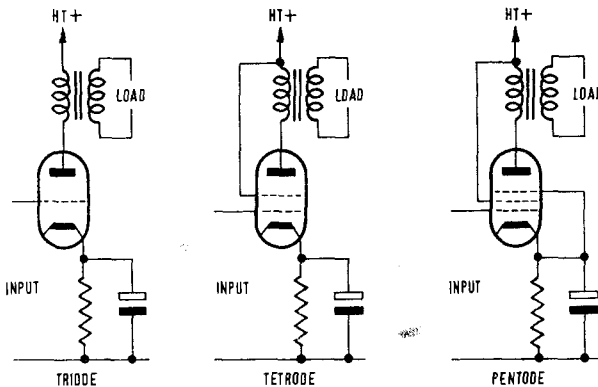 HT+ HT+ HT+
LOAD LOAD LOAD
INPUT INPUT INPUT
TRIODE TETRODE PENTODE